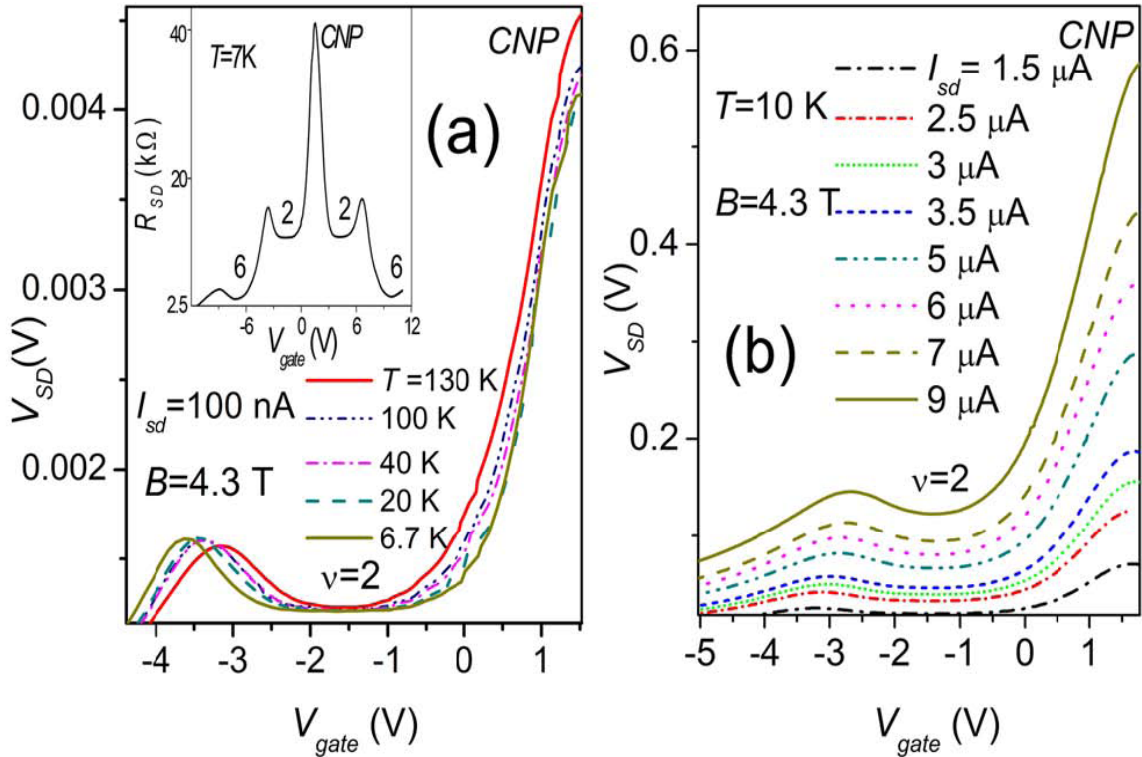 CNP
T=7K
CNP
(a)
40
20
25
R_SD (kΩ)
2
2
6
6
-6
0
6
12
V_gate (V)
0.004
0.003
0.002
V_SD(V)
I_sd=100 nA
B=4.3 T
T =130 K
100 K
40 K
20 K
6.7 K
ν=2
-4
-3
-2
-1
0
1
V_gate (V)
CNP
I_sd= 1.5 μA
2.5 μA
3 μA
3.5 μA
5 μA
6 μA
7 μA
9 μA
T=10 K
B=4.3 T
(b)
0.6
0.4
0.2
V_SD (V)
ν=2
-5
-4
-3
-2
-1
0
1
V_gate (V)